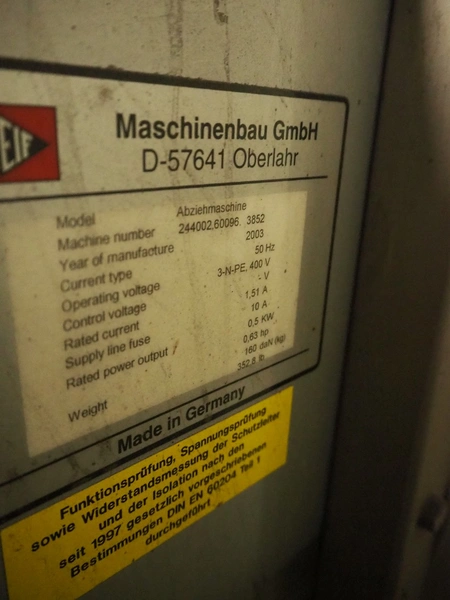 EIF
Maschinenbau GmbH
D-57641 Oberlahr
Model Abziehmaschine
Machine number 244002.60096. 3852
Year of manufacture 2003
Current type 50 Hz
Operating voltage 3-N-PE, 400 V
Control voltage - V
Rated current 1,51 A
Supply line fuse 10 A
Rated power output / 0,5 KW
0,63 hp
Weight 160 daN (kg)
352,8 lb
Made in Germany
Funktionsprüfung, Spannungsprüfung
sowie Widerstandsmessung der Schutzleiter
und der Isolation nach den
seit 1997 gesetzlich vorgeschriebenen
Bestimmungen DIN EN 60204 Teil 1
durchgeführt